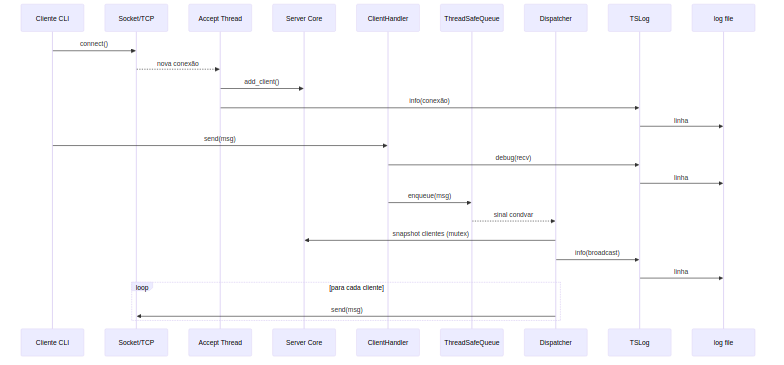 Cliente CLI
Socket/TCP
Accept Thread
Server Core
ClientHandler
ThreadSafeQueue
Dispatcher
TSLog
log file
connect()
nova conexão
add_client()
info(conexão)
linha
send(msg)
debug(recv)
linha
enqueue(msg)
sinal condvar
snapshot clientes (mutex)
info(broadcast)
linha
loop
[para cada cliente]
send(msg)
Cliente CLI
Socket/TCP
Accept Thread
Server Core
ClientHandler
ThreadSafeQueue
Dispatcher
TSLog
log file